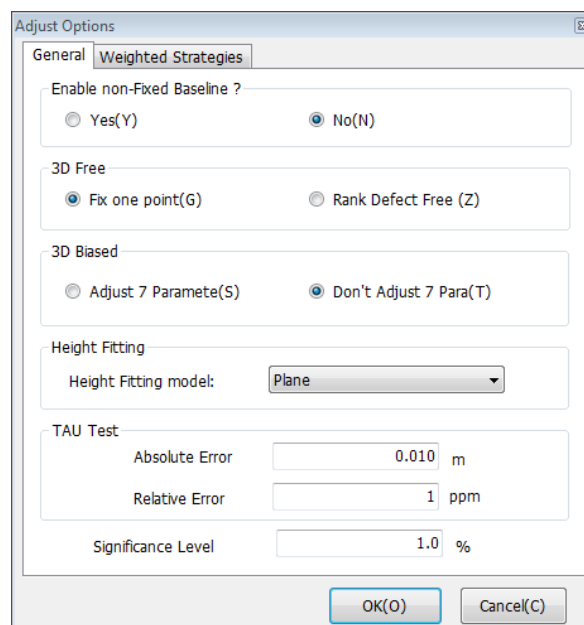 Adjust Options
General Weighted Strategies
Enable non-Fixed Baseline ?
Yes(Y) No(N)
3D Free
Fix one point(G) Rank Defect Free (Z)
3D Biased
Adjust 7 Paramete(S) Don't Adjust 7 Para(T)
Height Fitting
Height Fitting model: Plane
TAU Test
Absolute Error 0.010 m
Relative Error 1 ppm
Significance Level 1.0 %
OK(O) Cancel(C)